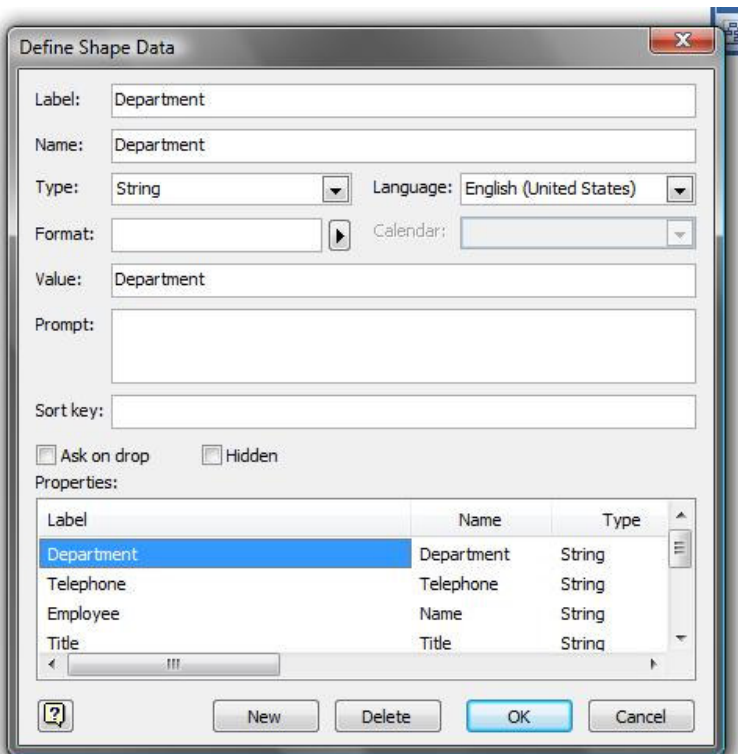 Define Shape Data
Label: Department
Name: Department
Type: String Language: English (United States)
Format: Calendar:
Value: Department
Prompt:
Sort key:
Ask on drop Hidden
Properties:
Label Name Type
Department Department String
Telephone Telephone String
Employee Name String
Title Title String
New Delete OK Cancel